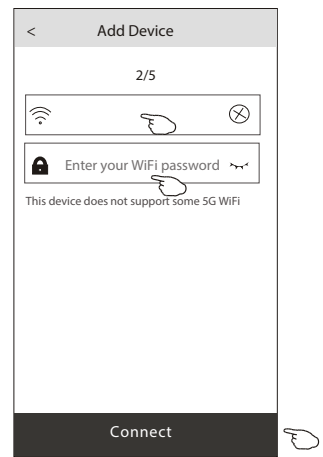 < Add Device
2/5
Enter your WiFi password
This device does not support some 5G WiFi
Connect